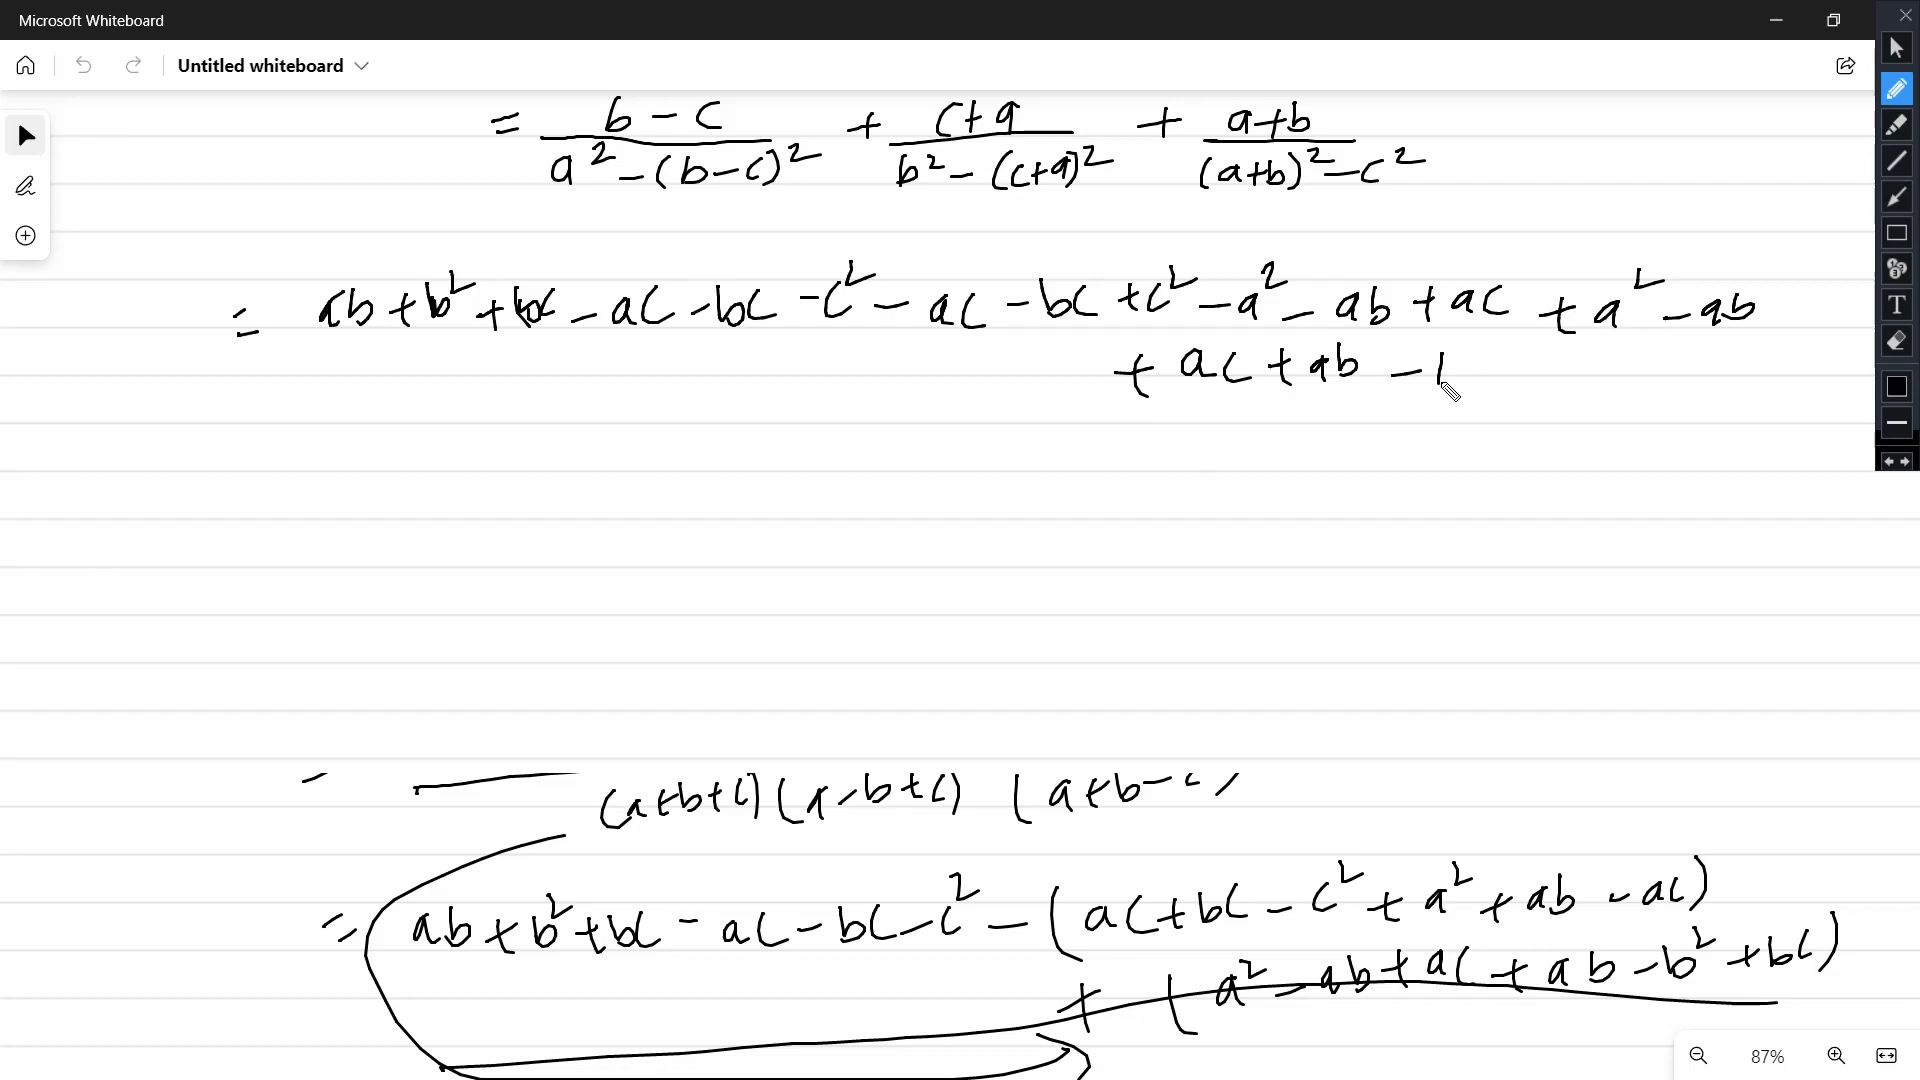 Microsoft Whiteboard
Untitled whiteboard
= b - c / a² - (b-c)² + c+a / b² - (c+a)² + a+b / (a+b)² - c²
= ab + b² + bc - ac - bc - c² - ac - bc + c² - a² - ab + ac + a² - ab
+ ac + ab -
(a+b+c) (a-b+c) (a+b-c)
= ab + b² + bc - ac - bc - c² - (ac + bc - c² + a² + ab - ac)
+ (a² - ab + ac + ab - b² + bc)
T
87%